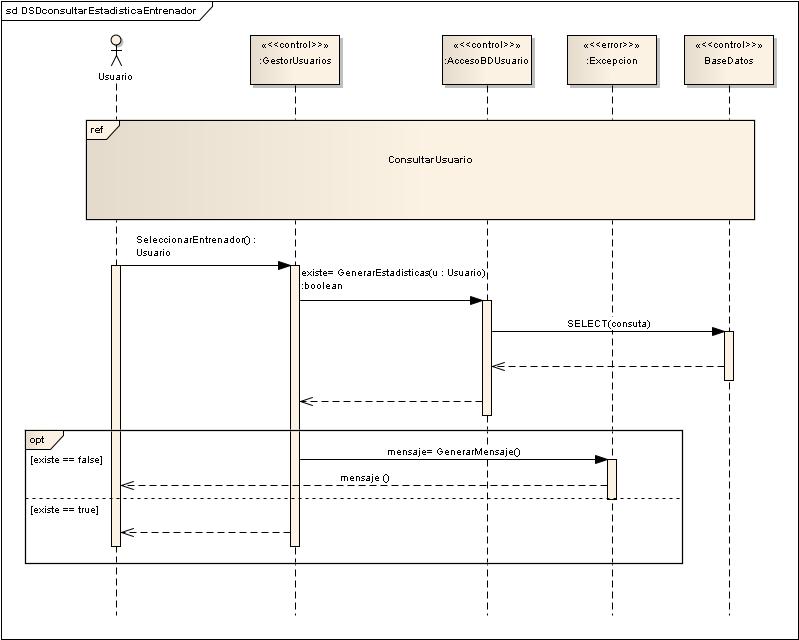 sd DSDconsultarEstadisticaEntrenador
Usuario
«<<control>>»
:GestorUsuarios
«<<control>>»
:AccesoBDUsuario
«<<error>>»
:Excepcion
«<<control>>»
BaseDatos
ref
ConsultarUsuario
SeleccionarEntrenador() :
Usuario
existe= GenerarEstadisticas(u : Usuario)
:boolean
SELECT(consuta)
opt
[existe == false]
mensaje= GenerarMensaje()
mensaje ()
[existe == true]